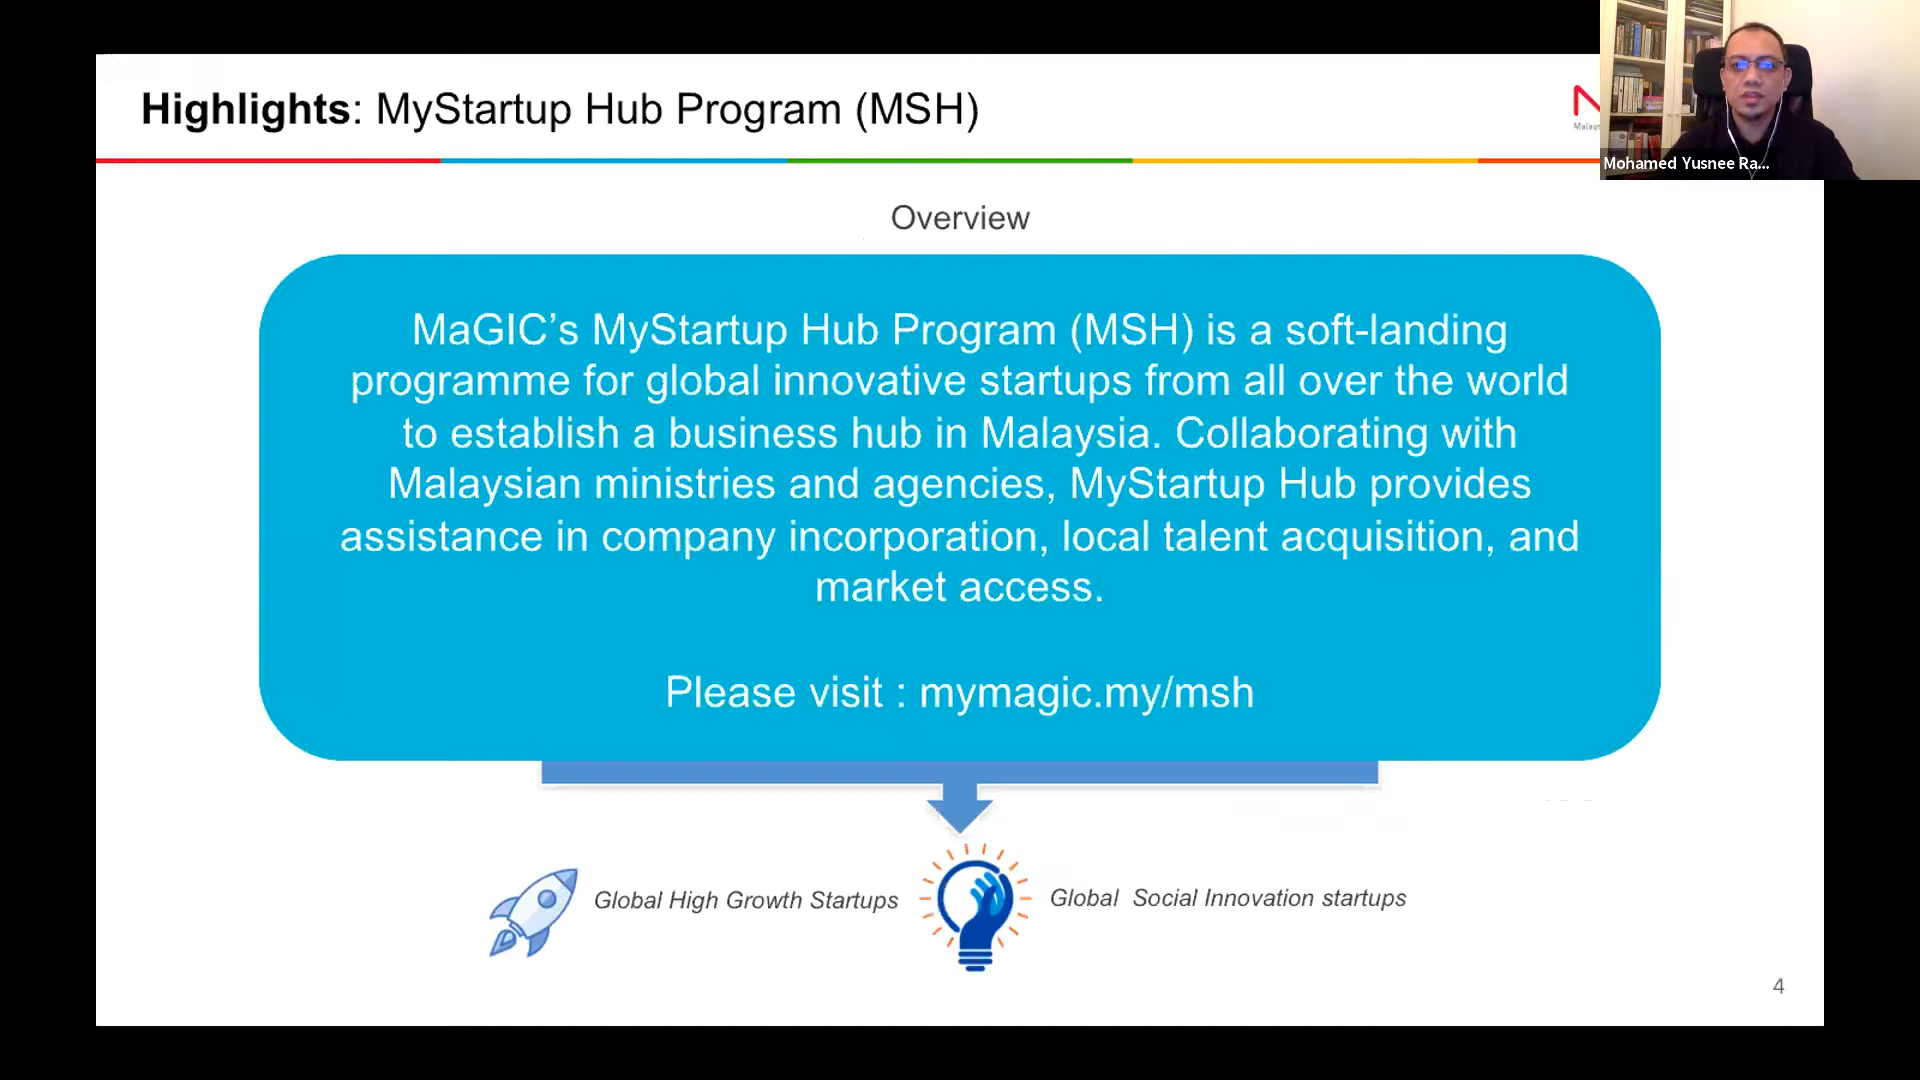 Highlights: MyStartup Hub Program (MSH)
Mohamed Yusnee Ra...
Overview
MaGIC’s MyStartup Hub Program (MSH) is a soft-landing
programme for global innovative startups from all over the world
to establish a business hub in Malaysia. Collaborating with
Malaysian ministries and agencies, MyStartup Hub provides
assistance in company incorporation, local talent acquisition, and
market access.
Please visit : mymagic.my/msh
Global High Growth Startups
Global  Social Innovation startups
4